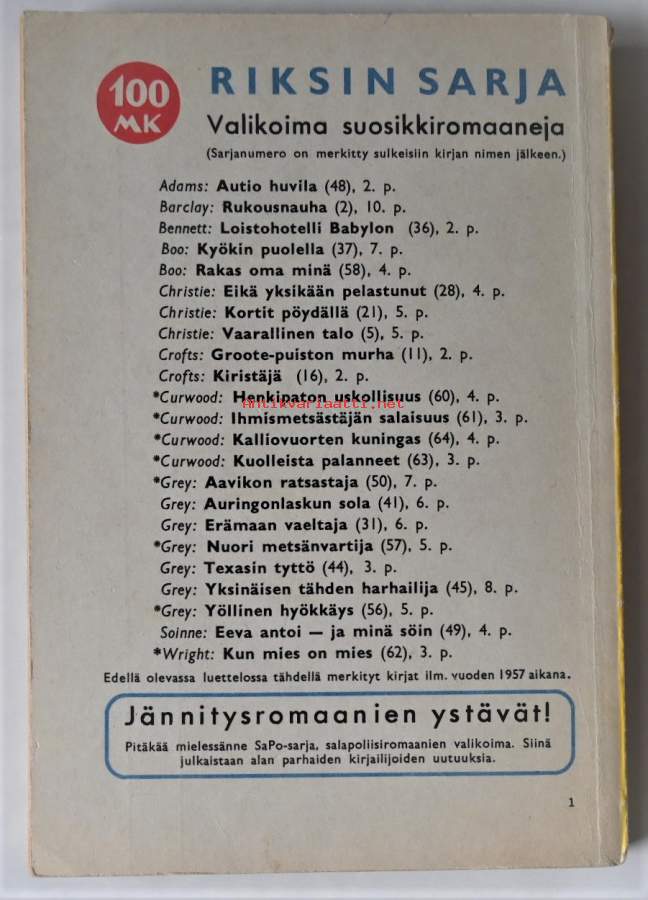 100 MK
RIKSIN SARJA
Valikoima suosikkiromaaneja
(Sarjanumero on merkitty sulkeisiin kirjan nimen jälkeen.)
Adams: Autio huvila (48), 2. p.
Barclay: Rukousnauha (2), 10. p.
Bennett: Loistohotelli Babylon (36), 2. p.
Boo: Kyökin puolella (37), 7. p.
Boo: Rakas oma minä (58), 4. p.
Christie: Eikä yksikään pelastunut (28), 4. p.
Christie: Kortit pöydällä (21), 5. p.
Christie: Vaarallinen talo (5), 5. p.
Crofts: Groote-puiston murha (11), 2. p.
Crofts: Kiristäjä (16), 2. p.
*Curwood: Henkipaton uskollisuus (60), 4. p.
Antikvariaatti.net
*Curwood: Ihmismetsästäjän salaisuus (61), 3. p.
*Curwood: Kalliovuorten kuningas (64), 4. p.
*Curwood: Kuolleista palanneet (63), 3. p.
*Grey: Aavikon ratsastaja (50), 7. p.
Grey: Auringonlaskun sola (41), 6. p.
Grey: Erämaan vaeltaja (31), 6. p.
*Grey: Nuori metsänvartija (57), 5. p.
Grey: Texasin tyttö (44), 3. p.
Grey: Yksinäisen tähden harhailija (45), 8. p.
*Grey: Yöllinen hyökkäys (56), 5. p.
Soinne: Eeva antoi — ja minä söin (49), 4. p.
*Wright: Kun mies on mies (62), 3. p.
Edellä olevassa luettelossa tähdellä merkityt kirjat ilm. vuoden 1957 aikana.
Jännitysromaanien ystävät!
Pitäkää mielessänne SaPo-sarja, salapoliisiromaanien valikoima. Siinä
julkaistaan alan parhaiden kirjailijoiden uutuuksia.
1